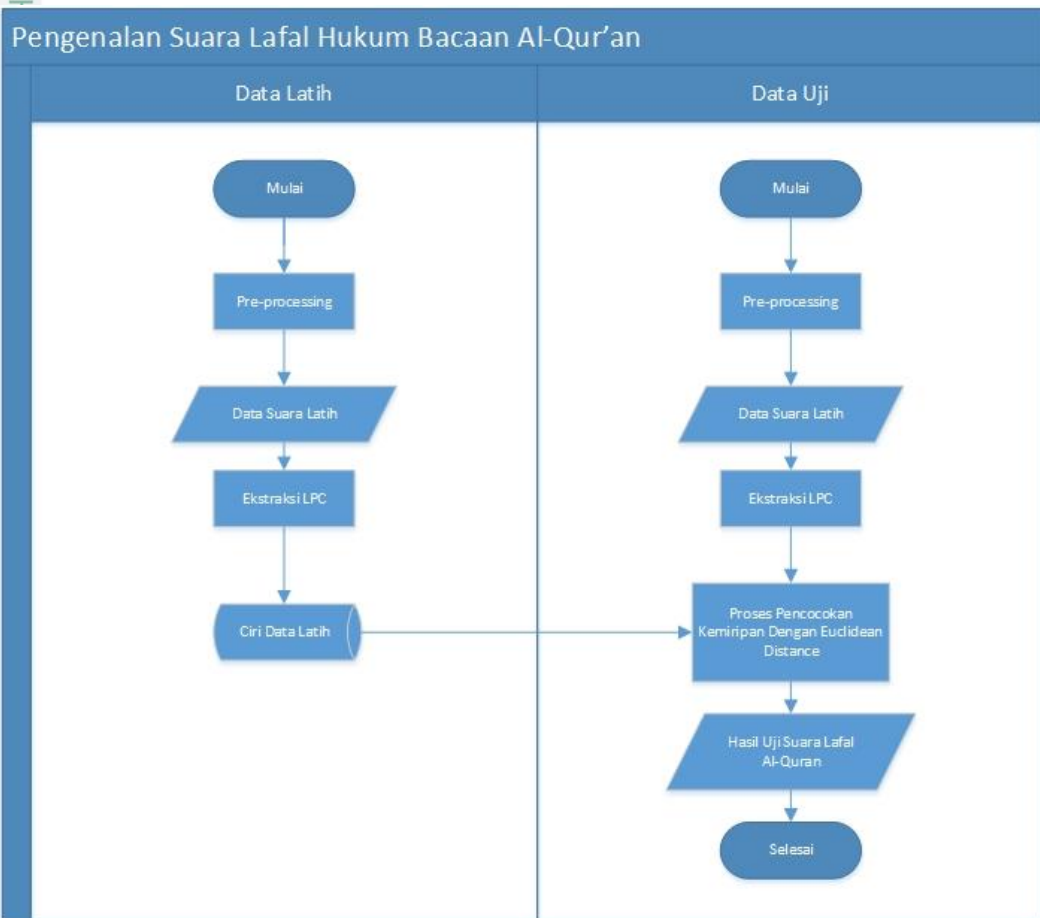 Pengenalan Suara Lafal Hukum Bacaan Al-Qur’an
Data Latih
Data Uji
Mulai
Pre-processing
Data Suara Latih
Ekstraksi LPC
Ciri Data Latih
Mulai
Pre-processing
Data Suara Latih
Ekstraksi LPC
Proses Pencocokan
Kemiripan Dengan Euclidean
Distance
Hasil Uji Suara Lafal
Al-Quran
Selesai